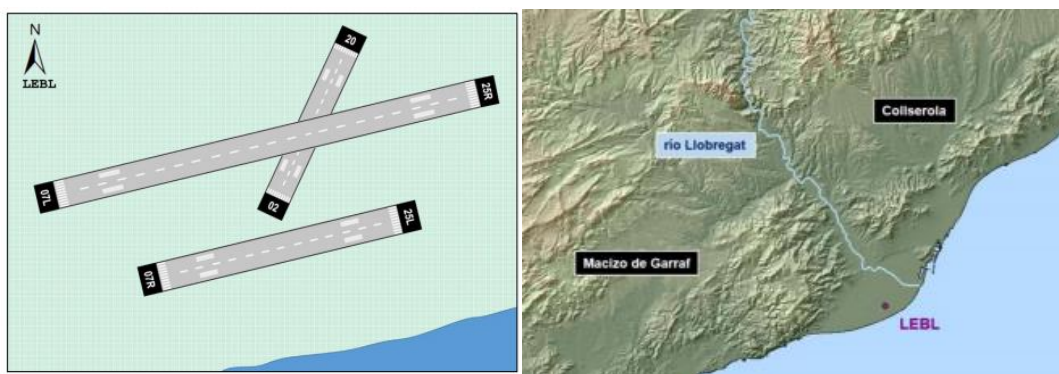 N
LEBL
20
25R
07L
02
25L
07R
Collserola
río Llobregat
Macizo de Garraf
LEBL